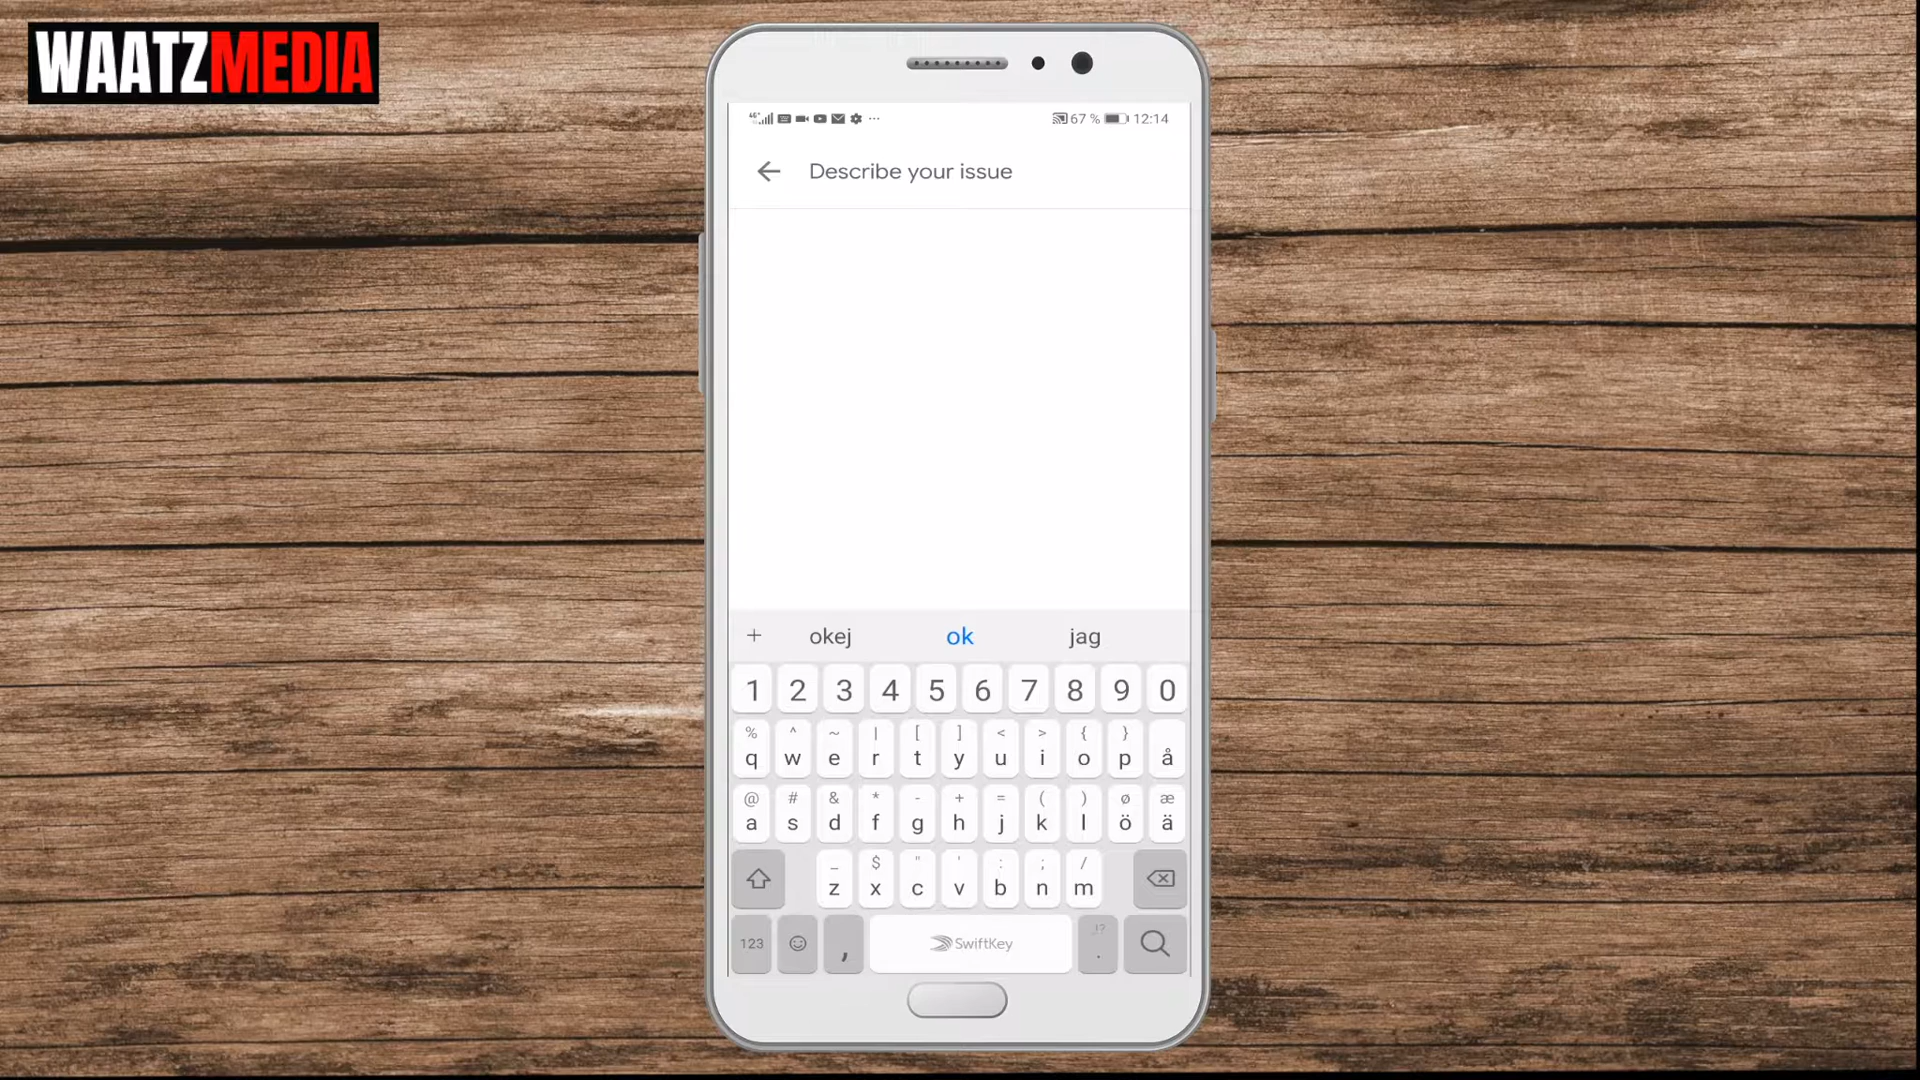 WAATZMEDIA
4G+ 67 % 12:14
Describe your issue
+ okej ok jag
1 2 3 4 5 6 7 8 9 0
% ^ ~ | [ ] < > { }
q w e r t y u i o p å
@ # & * - + = ( ) ø æ
a s d f g h j k l ö ä
_ $ " ' : ; /
z x c v b n m
123 , SwiftKey .!? .